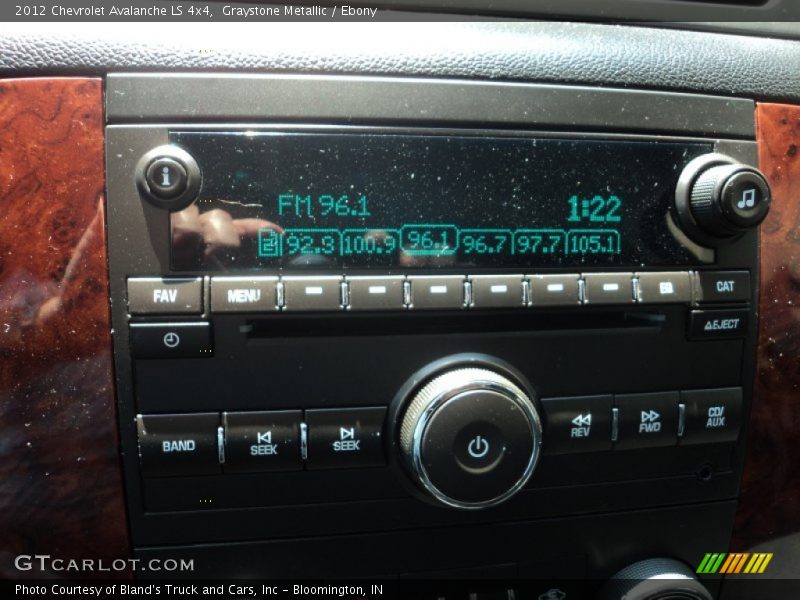 2012 Chevrolet Avalanche LS 4x4,  Graystone Metallic / Ebony
i
FM 96.1 1:22
2 92.3 100.9 96.1 96.7 97.7 105.1
FAV MENU CAT
EJECT
BAND SEEK SEEK REV FWD CD/
AUX
GTcarlot.com
Photo Courtesy of Bland's Truck and Cars, Inc - Bloomington, IN